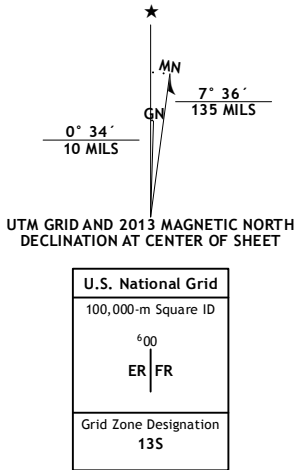 ★
MN
GN
7° 36´
135 MILS
0° 34´
10 MILS
UTM GRID AND 2013 MAGNETIC NORTH
DECLINATION AT CENTER OF SHEET
U.S. National Grid
100,000-m Square ID
⁶00
ER FR
Grid Zone Designation
13S